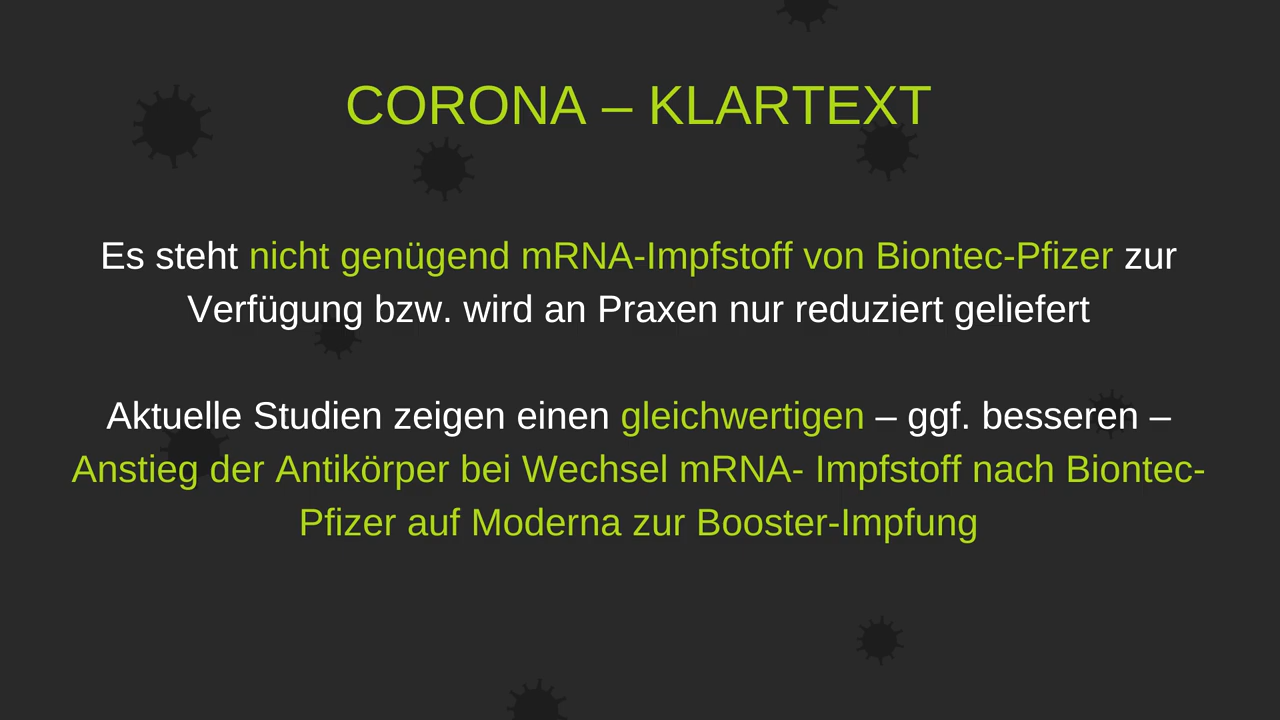 CORONA – KLARTEXT
Es steht nicht genügend mRNA-Impfstoff von Biontec-Pfizer zur
Verfügung bzw. wird an Praxen nur reduziert geliefert
Aktuelle Studien zeigen einen gleichwertigen – ggf. besseren –
Anstieg der Antikörper bei Wechsel mRNA- Impfstoff nach Biontec-
Pfizer auf Moderna zur Booster-Impfung